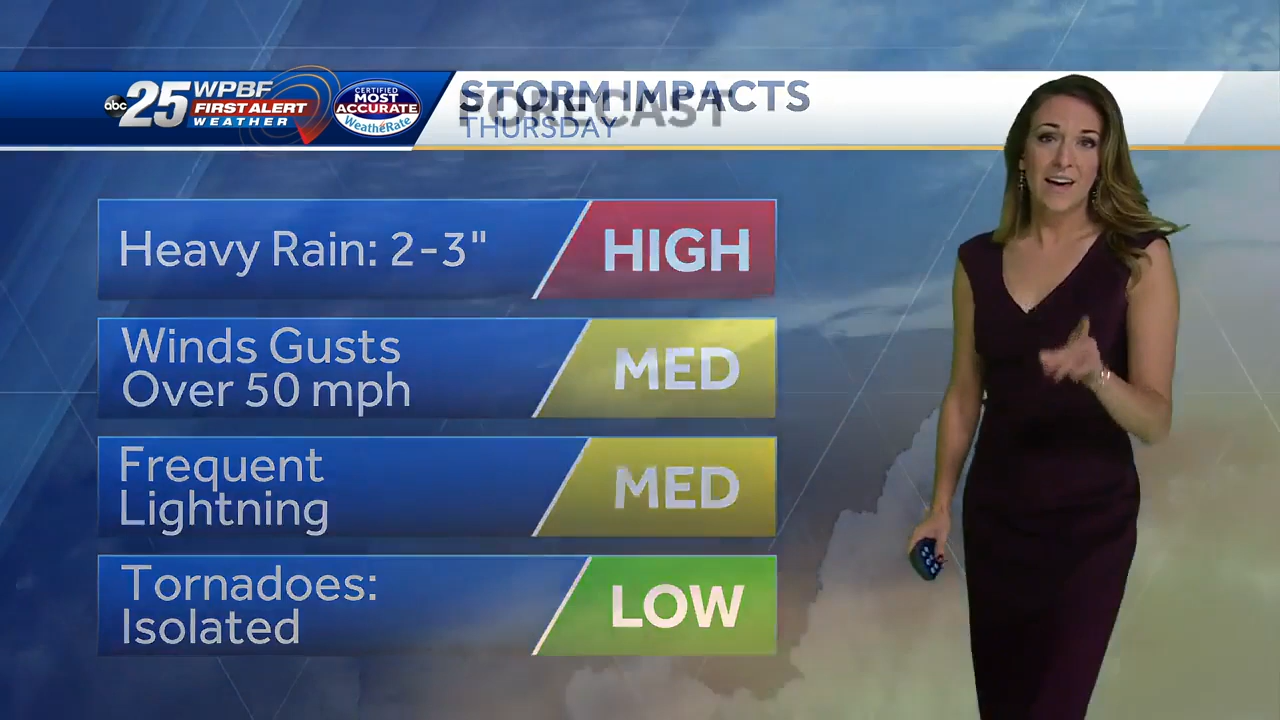 abc 25 WPBF
FIRST ALERT
WEATHER
CERTIFIED
MOST
ACCURATE
WeatheRate
STORM IMPACTS
FORECAST
THURSDAY
Heavy Rain: 2-3" HIGH
Winds Gusts
Over 50 mph
MED
Frequent
Lightning
MED
Tornadoes:
Isolated
LOW